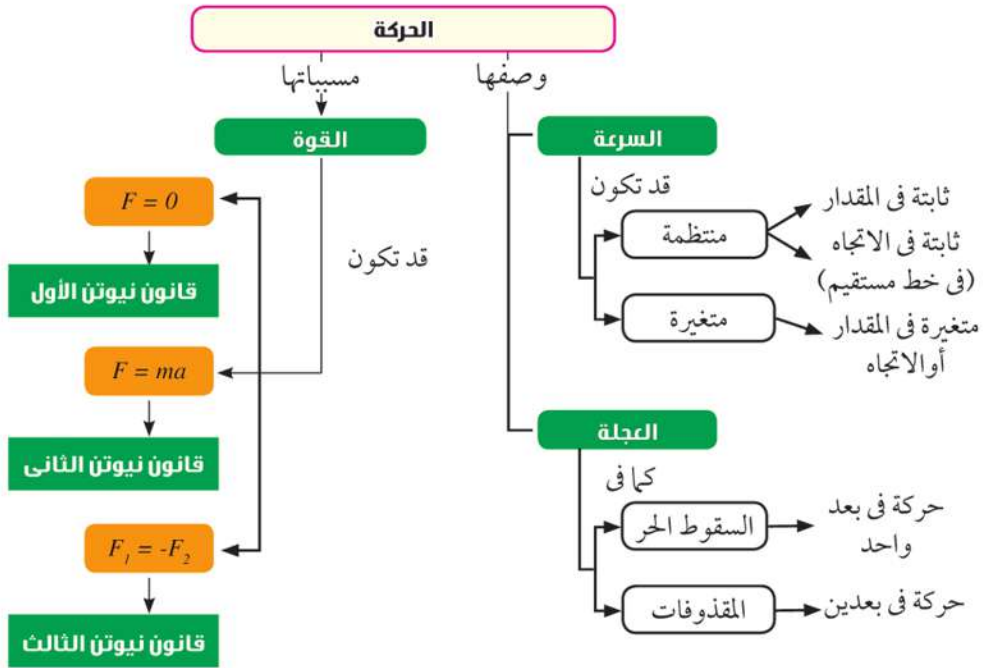 الحركة
وصفها
مسبباتها
السرعة
قد تكون
منتظمة
ثابتة فى المقدار
ثابتة فى الاتجاه
(فى خط مستقيم)
متغيرة
متغيرة فى المقدار
أوالاتجاه
العجلة
كما فى
السقوط الحر
حركة فى بعد
واحد
المقذوفات
حركة فى بعدين
القوة
قد تكون
F = 0
قانون نيوتن الأول
F = ma
قانون نيوتن الثانى
F₁ = -F₂
قانون نيوتن الثالث